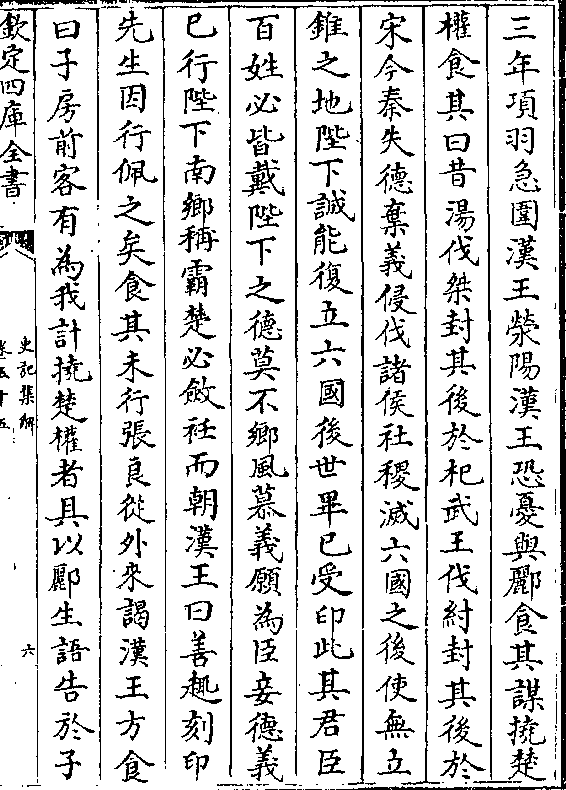 三年項羽急圍漢王滎陽漢王恐憂與酈食其謀撓楚
權食其曰昔湯伐桀封其後於杞武王伐紂封其後於
宋今秦失德棄義侵伐諸侯社稷滅六國之後使無立
錐之地陛下誠能復立六國後世畢已受印此其君臣
百姓必皆戴陛下之德莫不鄉風慕義願為臣妾德義
已行陛下南鄉稱霸楚必斂衽而朝漢王曰善趣刻印
先生因行佩之矣食其未行張良從外來謁漢王方食
曰子房前客有為我計撓楚權者具以酈生語告於子
欽定四庫全書
史記集解
卷五十五
六